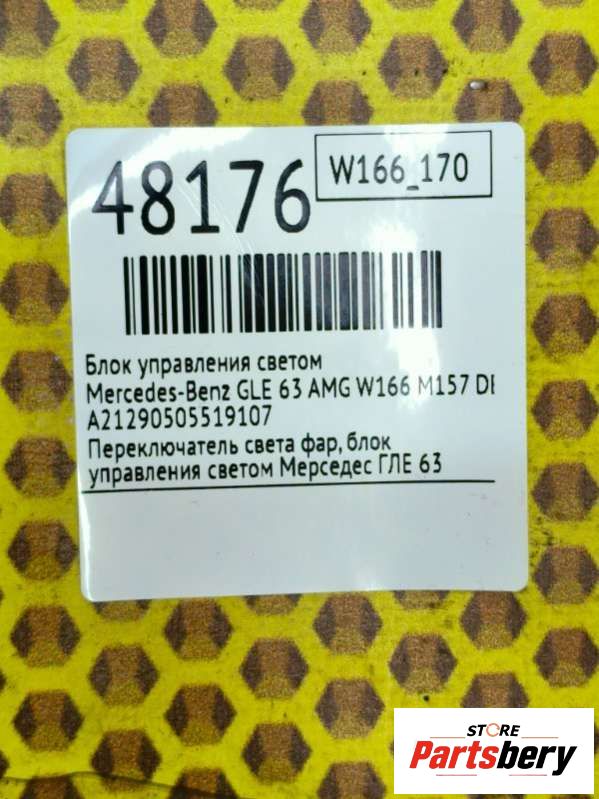 48176
W166_170
Блок управления светом
Mercedes-Benz GLE 63 AMG W166 M157 DE
A21290505519107
Переключатель света фар, блок
управления светом Мерседес ГЛЕ 63
STORE
Partsbery